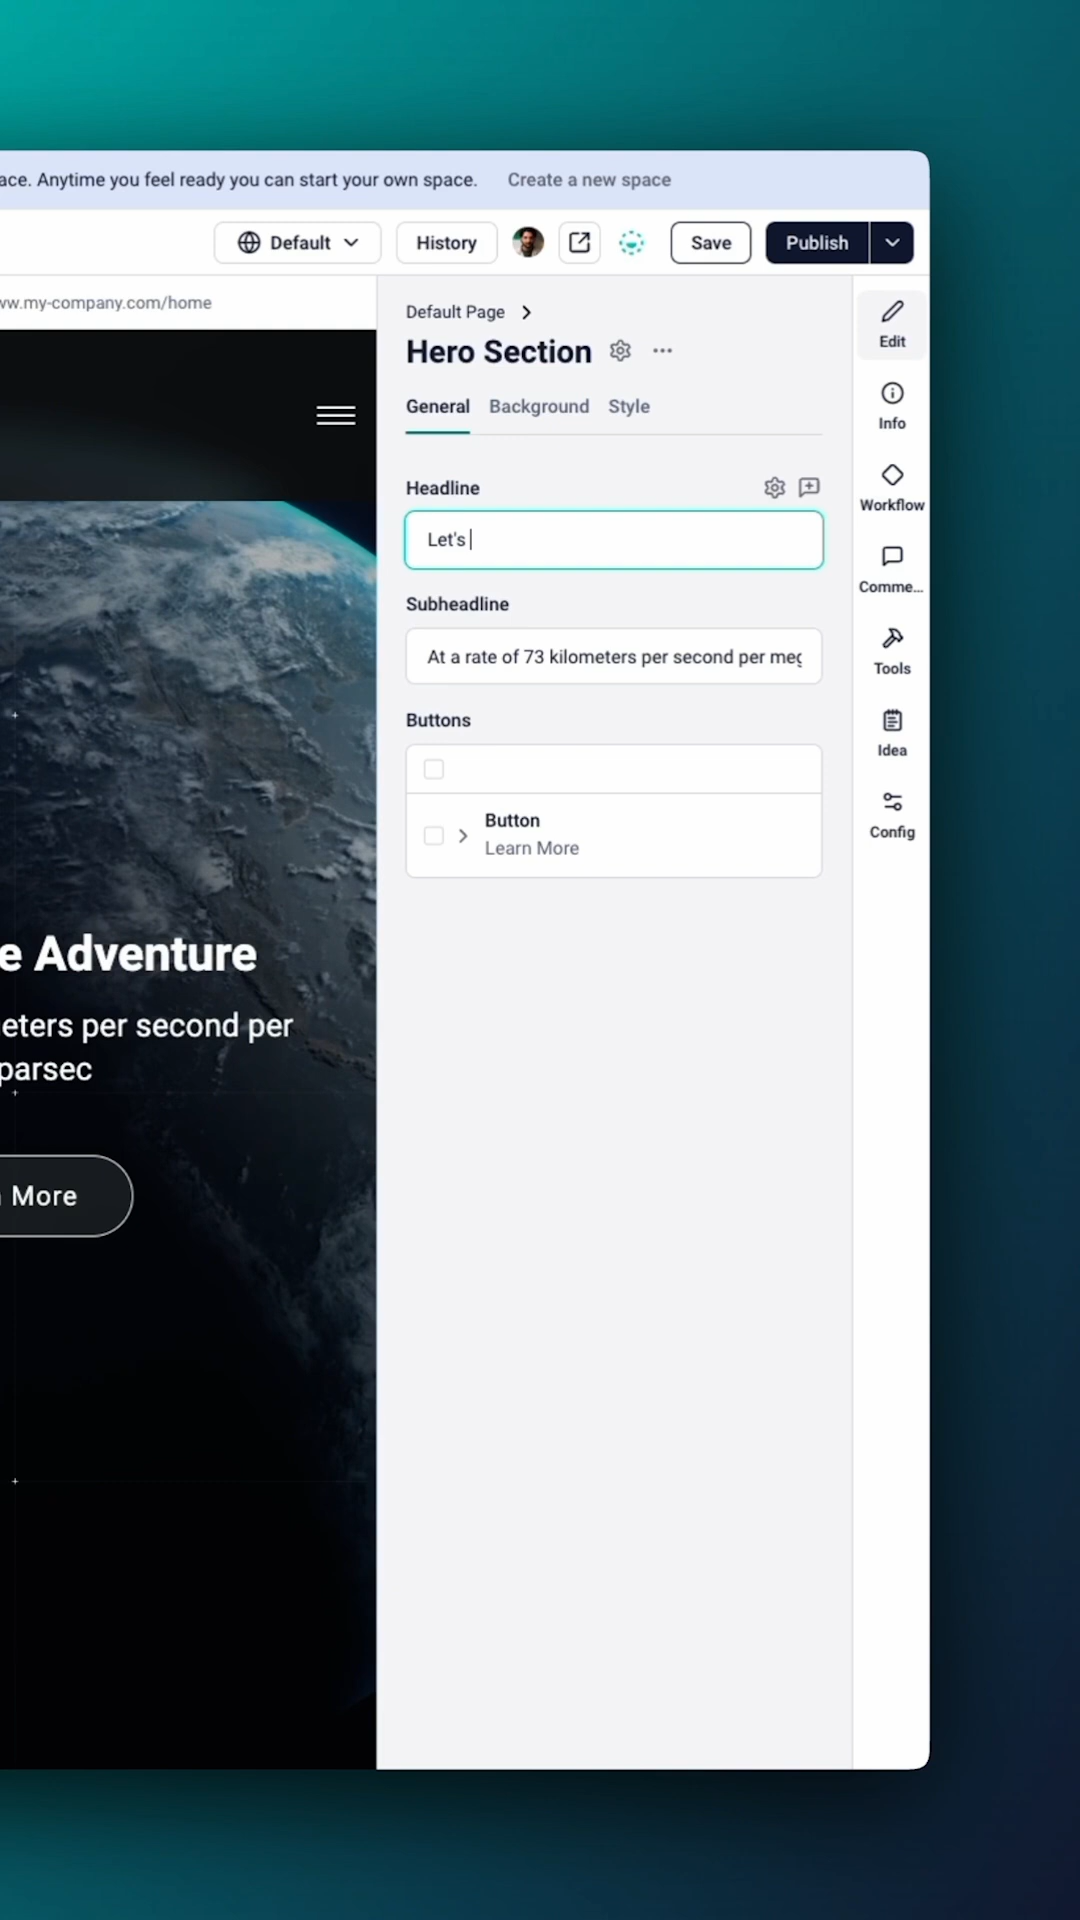 ace. Anytime you feel ready you can start your own space. Create a new space
Default History Save Publish
ww.my-company.com/home
Default Page
Hero Section
General Background Style
Headline
Let's
Subheadline
At a rate of 73 kilometers per second per meg
Buttons
Button
Learn More
Edit
Info
Workflow
Comme...
Tools
Idea
Config
e Adventure
eters per second per
parsec
More